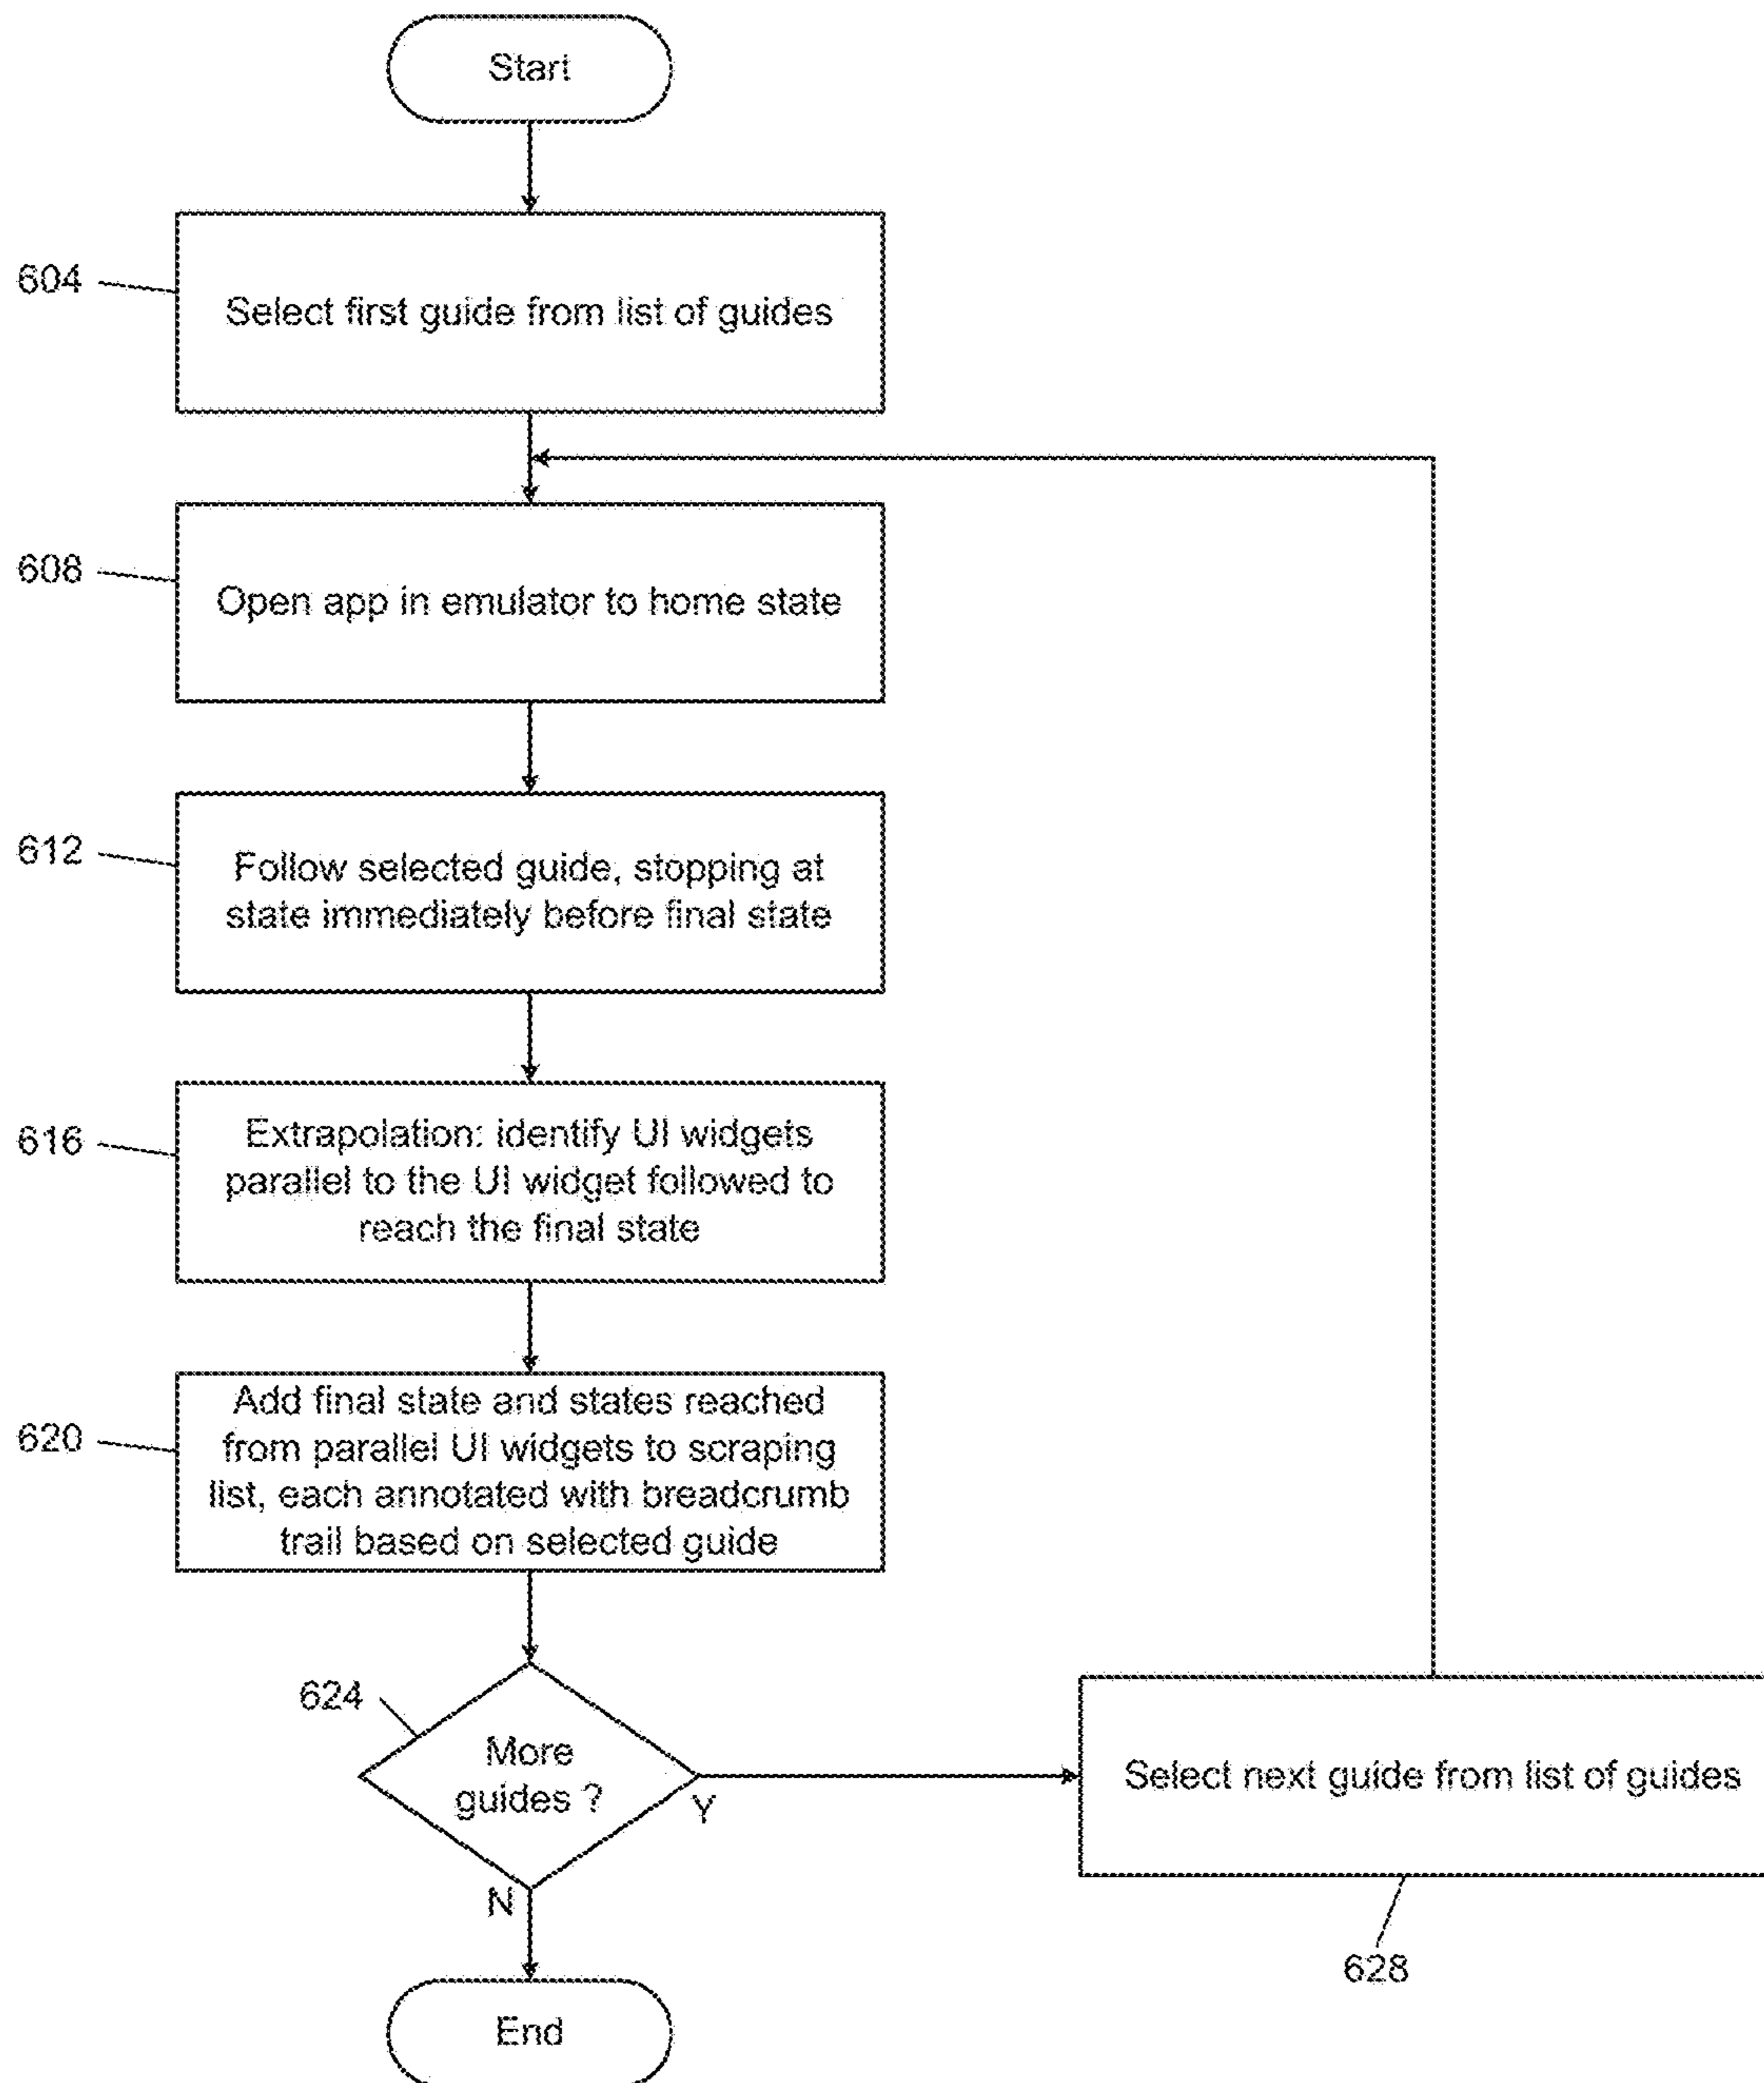 Start
604
Select first guide from list of guides
608
Open app in emulator to home state
612
Follow selected guide, stopping at
state immediately before final state
616
Extrapolation: identify UI widgets
parallel to the UI widget followed to
reach the final state
620
Add final state and states reached
from parallel UI widgets to scraping
list, each annotated with breadcrumb
trail based on selected guide
624
More
guides ?
Y
N
Select next guide from list of guides
628
End